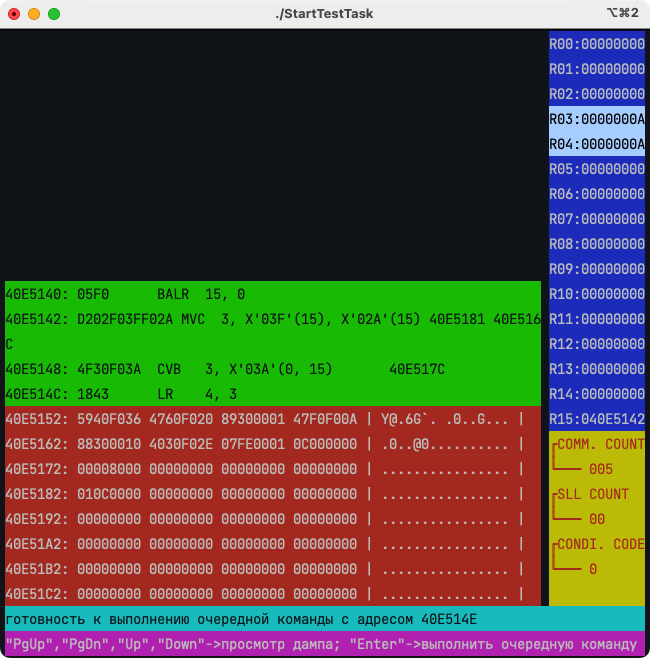 ./StartTestTask
⌥⌘2
R00:00000000
R01:00000000
R02:00000000
R03:0000000A
R04:0000000A
R05:00000000
R06:00000000
R07:00000000
R08:00000000
R09:00000000
R10:00000000
R11:00000000
R12:00000000
R13:00000000
R14:00000000
R15:040E5142
40E5140: 05F0      BALR  15, 0
40E5142: D202F03FF02A MVC  3, X'03F'(15), X'02A'(15) 40E5181 40E516
C
40E5148: 4F30F03A  CVB   3, X'03A'(0, 15)       40E517C
40E514C: 1843      LR    4, 3
40E5152: 5940F036 4760F020 89300001 47F0F00A | Y@.6G`. .0..G... |
40E5162: 88300010 4030F02E 07FE0001 0C000000 | .0..@0.......... |
40E5172: 00008000 00000000 00000000 00000000 | ................ |
40E5182: 010C0000 00000000 00000000 00000000 | ................ |
40E5192: 00000000 00000000 00000000 00000000 | ................ |
40E51A2: 00000000 00000000 00000000 00000000 | ................ |
40E51B2: 00000000 00000000 00000000 00000000 | ................ |
40E51C2: 00000000 00000000 00000000 00000000 | ................ |
COMM. COUNT
005
SLL COUNT
00
CONDI. CODE
0
готовность к выполнению очередной команды с адресом 40E514E
"PgUp","PgDn","Up","Down"->просмотр дампа; "Enter"->выполнить очередную команду